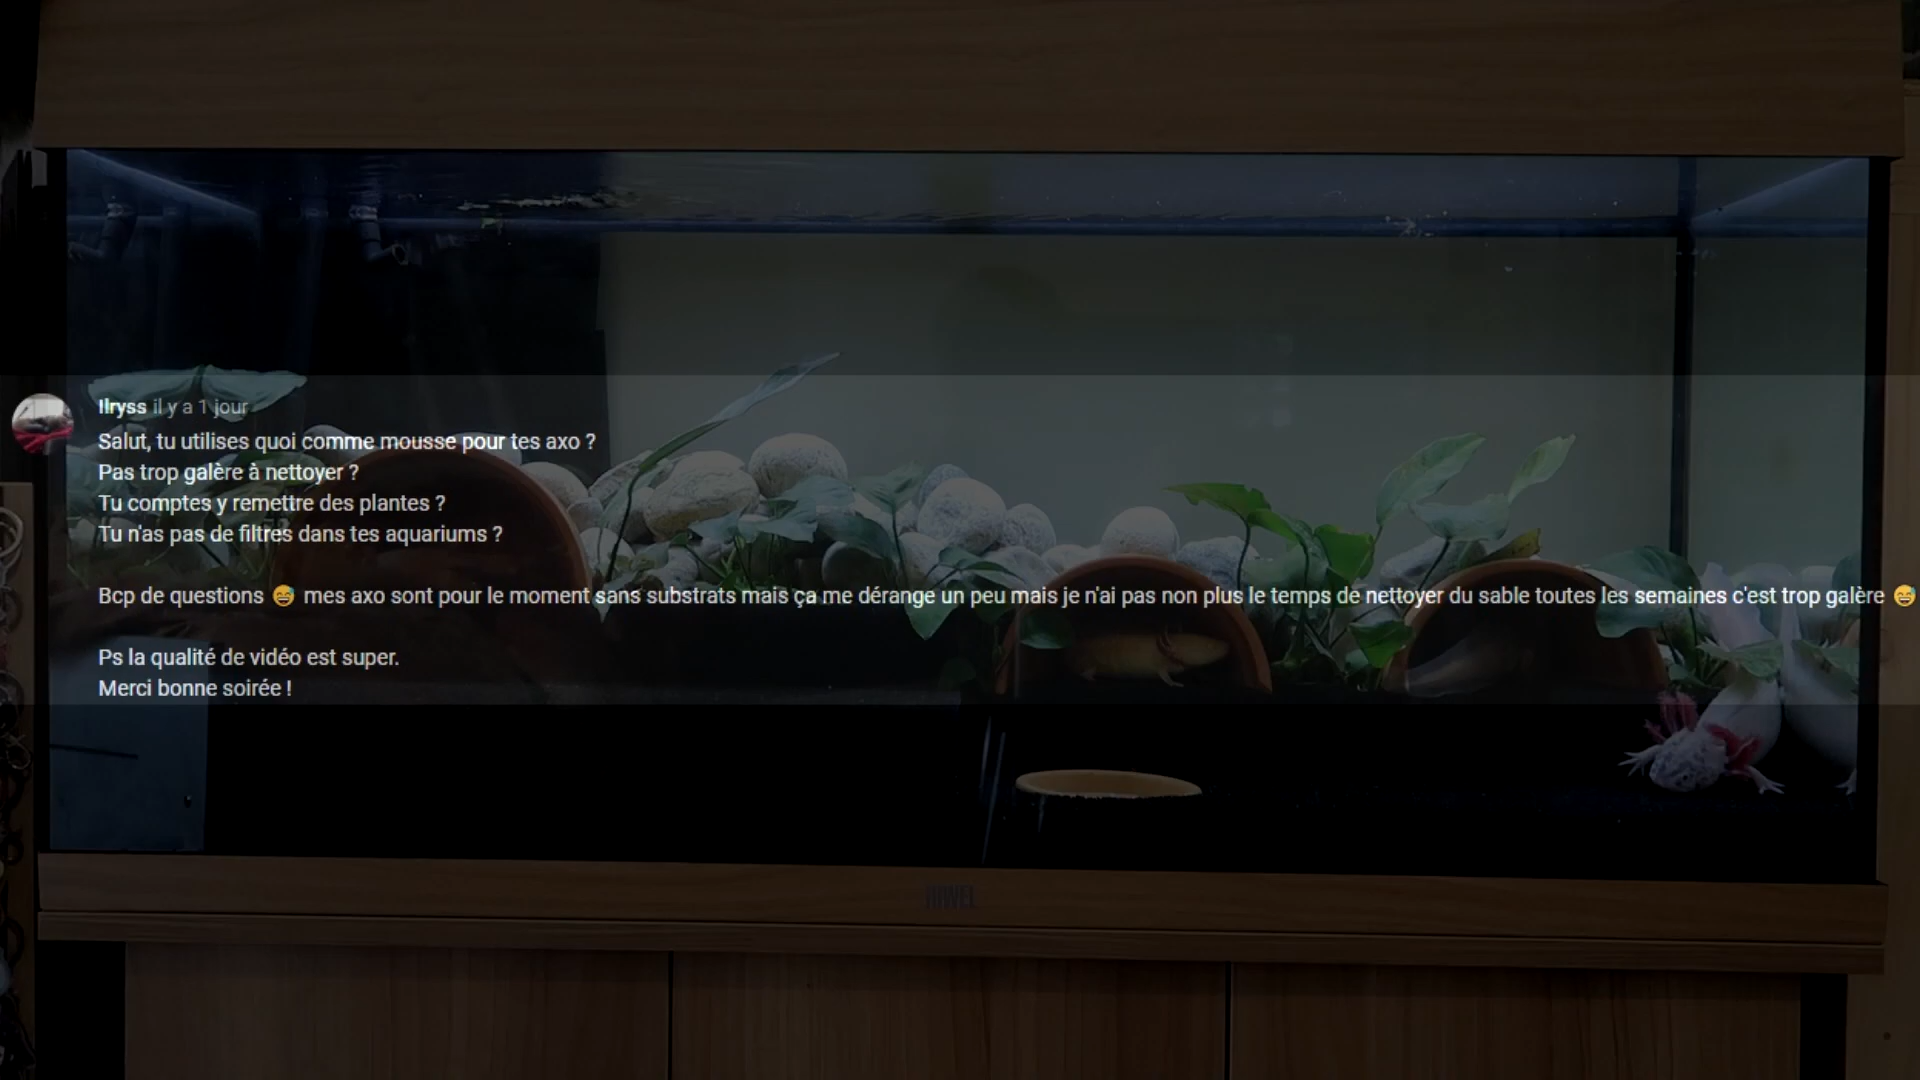 Ilryss il y a 1 jour
Salut, tu utilises quoi comme mousse pour tes axo ?
Pas trop galère à nettoyer ?
Tu comptes y remettre des plantes ?
Tu n'as pas de filtres dans tes aquariums ?
Bcp de questions 😅 mes axo sont pour le moment sans substrats mais ça me dérange un peu mais je n'ai pas non plus le temps de nettoyer du sable toutes les semaines c'est trop galère 😅
Ps la qualité de vidéo est super.
Merci bonne soirée !
JUWEL